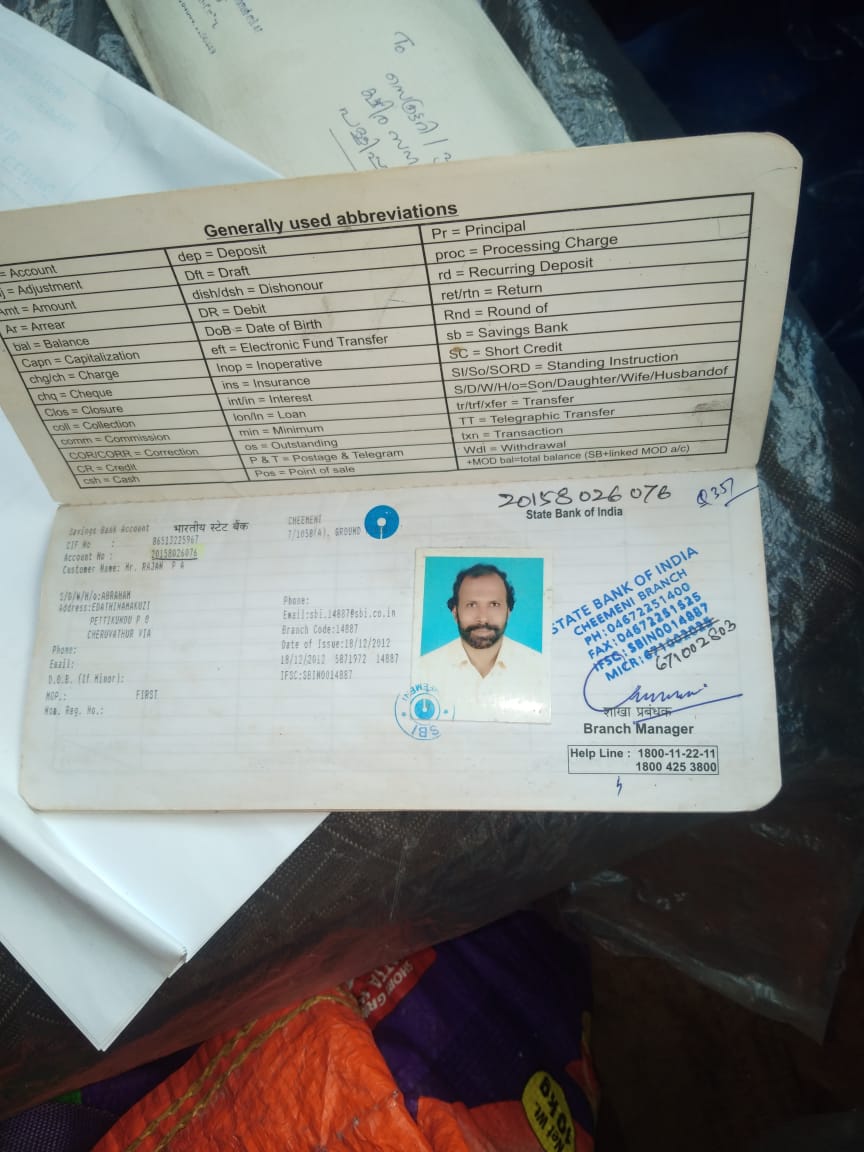 To
Generally used abbreviations
= Account
j = Adjustment
Amt = Amount
Ar = Arrear
bal = Balance
Capn = Capitalization
chg/ch = Charge
chq = Cheque
Clos = Closure
coll = Collection
comm = Commission
COR/CORR = Correction
CR = Credit
csh = Cash
dep = Deposit
Dft = Draft
dish/dsh = Dishonour
DR = Debit
DoB = Date of Birth
eft = Electronic Fund Transfer
Inop = Inoperative
ins = Insurance
int/in = Interest
lon/ln = Loan
min = Minimum
os = Outstanding
P & T = Postage & Telegram
Pos = Point of sale
Pr = Principal
proc = Processing Charge
rd = Recurring Deposit
ret/rtn = Return
Rnd = Round of
sb = Savings Bank
SC = Short Credit
SI/So/SORD = Standing Instruction
S/D/W/H/o=Son/Daughter/Wife/Husbandof
tr/trf/xfer = Transfer
TT = Telegraphic Transfer
txn = Transaction
Wdl = Withdrawal
+MOD bal=total balance (SB+linked MOD a/c)
20158026076
State Bank of India
Savings Bank Account भारतीय स्टेट बैंक
CIF No : 86513225967
Account No : 20158026076
Customer Name: Mr. RAJAN P A
S/D/W/H/o:ABRAHAM
Address:EDATHINAMAKUZI
PETTIKUNDU P O
CHERUVATHUR VIA
Phone:
Email:
D.O.B. (If Minor):
MOP.: FIRST
Nom. Reg. No.:
CHEEMENI
7/105B(A), GROUND
Phone:
Email:sbi.14887@sbi.co.in
Branch Code:14887
Date of Issue:18/12/2012
18/12/2012 5871972 14887
IFSC:SBIN0014887
STATE BANK OF INDIA
CHEEMENI BRANCH
PH:04672251400
FAX:04672251525
IFSC:SBIN0014887
MICR:
671002803
शाखा प्रबंधक
Branch Manager
Help Line : 1800-11-22-11
1800 425 3800
SBI
Net Wt.
10 kg